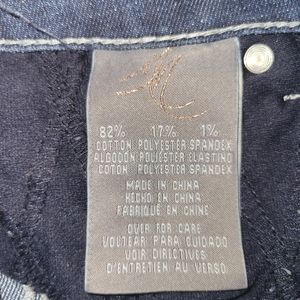 82% 17% 1%
COTTON POLYESTER SPANDEX
ALGODON POLIESTER ELASTINO
COTON POLYESTER SPANDEX
MADE IN CHINA
HECHO EN CHINA
FABRIQUÉ EN CHINE
OVER FOR CARE
VOLTEAR PARA CUIDADO
VOIR DIRECTIVES
D'ENTRETIEN AU VERSO